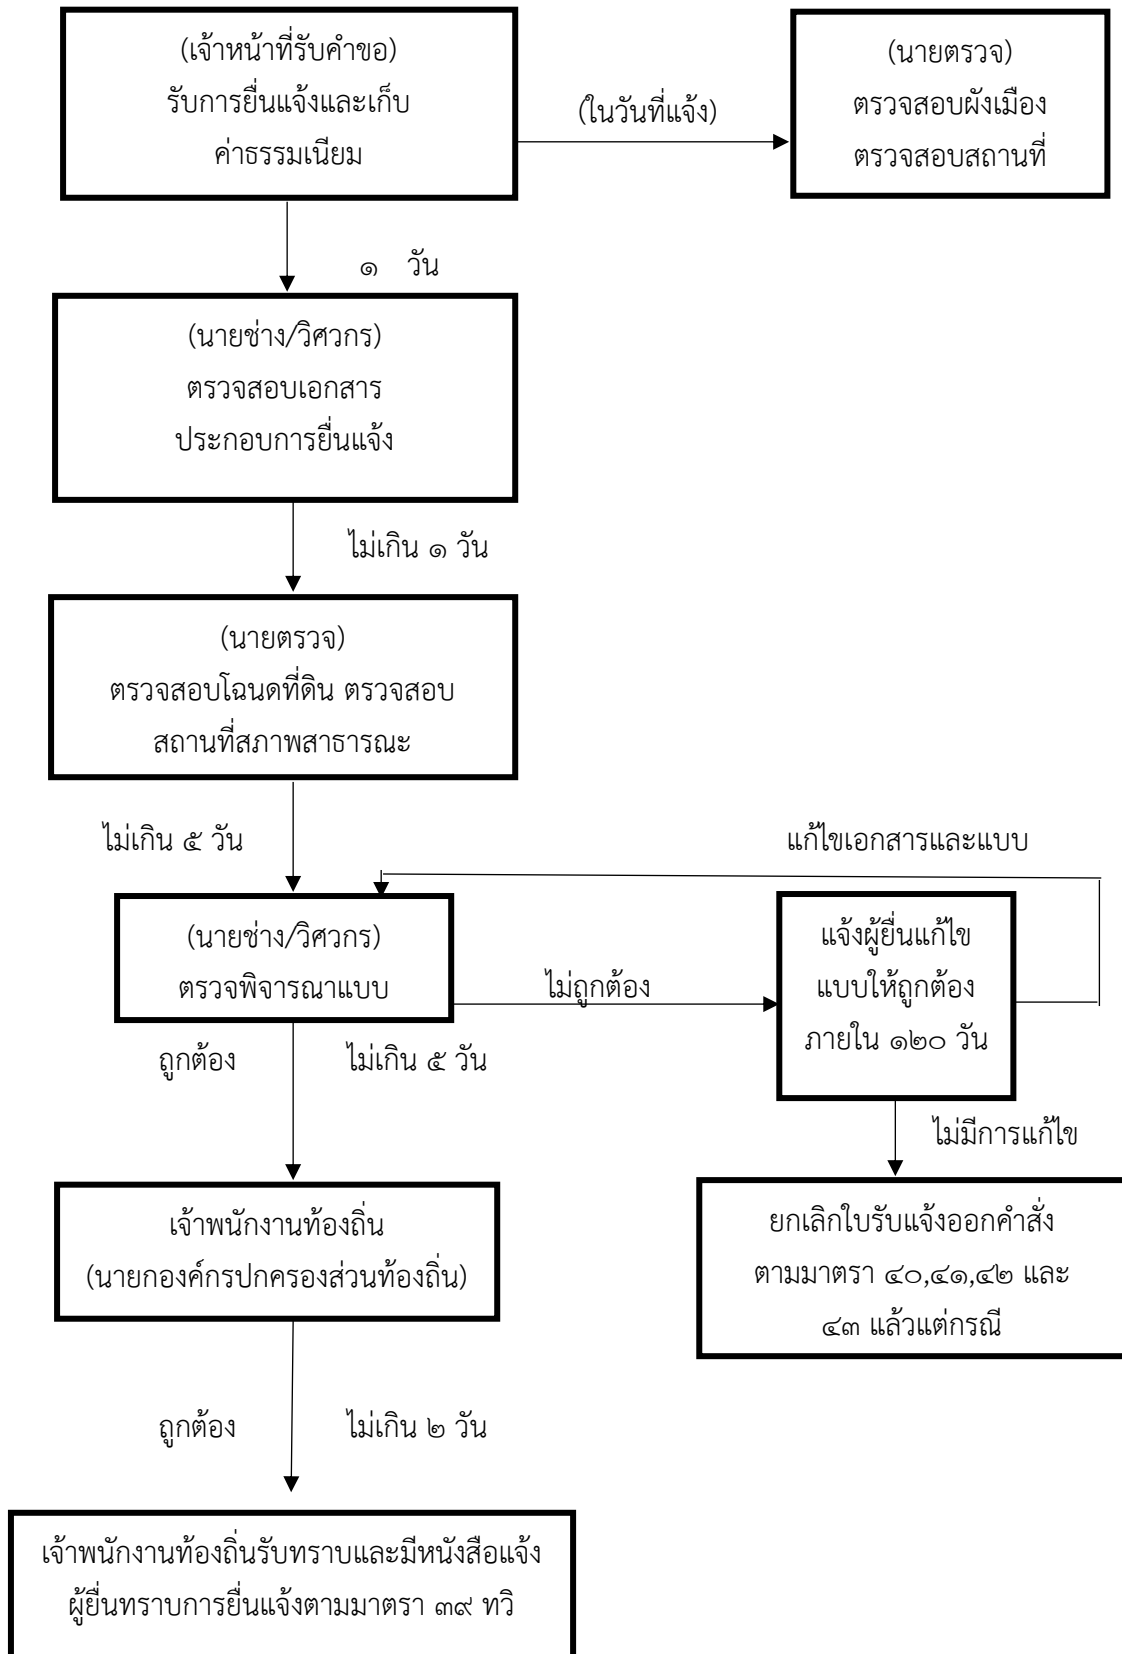 (เจ้าหน้าที่รับคำขอ)
รับการยื่นแจ้งและเก็บ
ค่าธรรมเนียม
(ในวันที่แจ้ง)
(นายตรวจ)
ตรวจสอบผังเมือง
ตรวจสอบสถานที่
๑ วัน
(นายช่าง/วิศวกร)
ตรวจสอบเอกสาร
ประกอบการยื่นแจ้ง
ไม่เกิน ๑ วัน
(นายตรวจ)
ตรวจสอบโฉนดที่ดิน ตรวจสอบ
สถานที่สภาพสาธารณะ
ไม่เกิน ๕ วัน
แก้ไขเอกสารและแบบ
(นายช่าง/วิศวกร)
ตรวจพิจารณาแบบ
ไม่ถูกต้อง
แจ้งผู้ยื่นแก้ไข
แบบให้ถูกต้อง
ภายใน ๑๒๐ วัน
ถูกต้อง ไม่เกิน ๕ วัน
ไม่มีการแก้ไข
เจ้าพนักงานท้องถิ่น
(นายกองค์กรปกครองส่วนท้องถิ่น)
ยกเลิกใบรับแจ้งออกคำสั่ง
ตามมาตรา ๔๐,๔๑,๔๒ และ
๔๓ แล้วแต่กรณี
ถูกต้อง ไม่เกิน ๒ วัน
เจ้าพนักงานท้องถิ่นรับทราบและมีหนังสือแจ้ง
ผู้ยื่นทราบการยื่นแจ้งตามมาตรา ๓๙ ทวิ